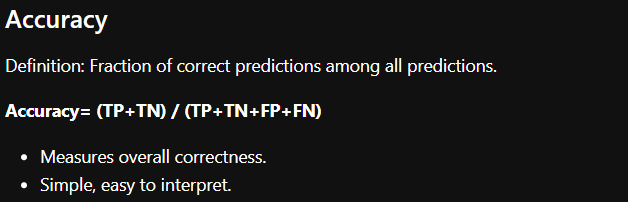 Accuracy
Definition: Fraction of correct predictions among all predictions.
Accuracy= (TP+TN) / (TP+TN+FP+FN)
• Measures overall correctness.
• Simple, easy to interpret.